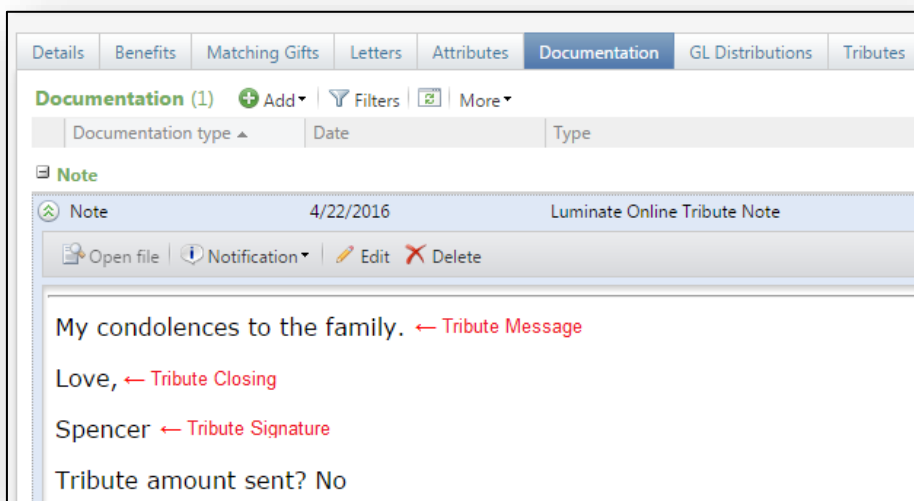 Details Benefits Matching Gifts Letters Attributes Documentation GL Distributions Tributes
Documentation (1) Add Filters More
Documentation type Date Type
Note
Note 4/22/2016 Luminate Online Tribute Note
Open file Notification Edit Delete
My condolences to the family. ← Tribute Message
Love, ← Tribute Closing
Spencer ← Tribute Signature
Tribute amount sent? No